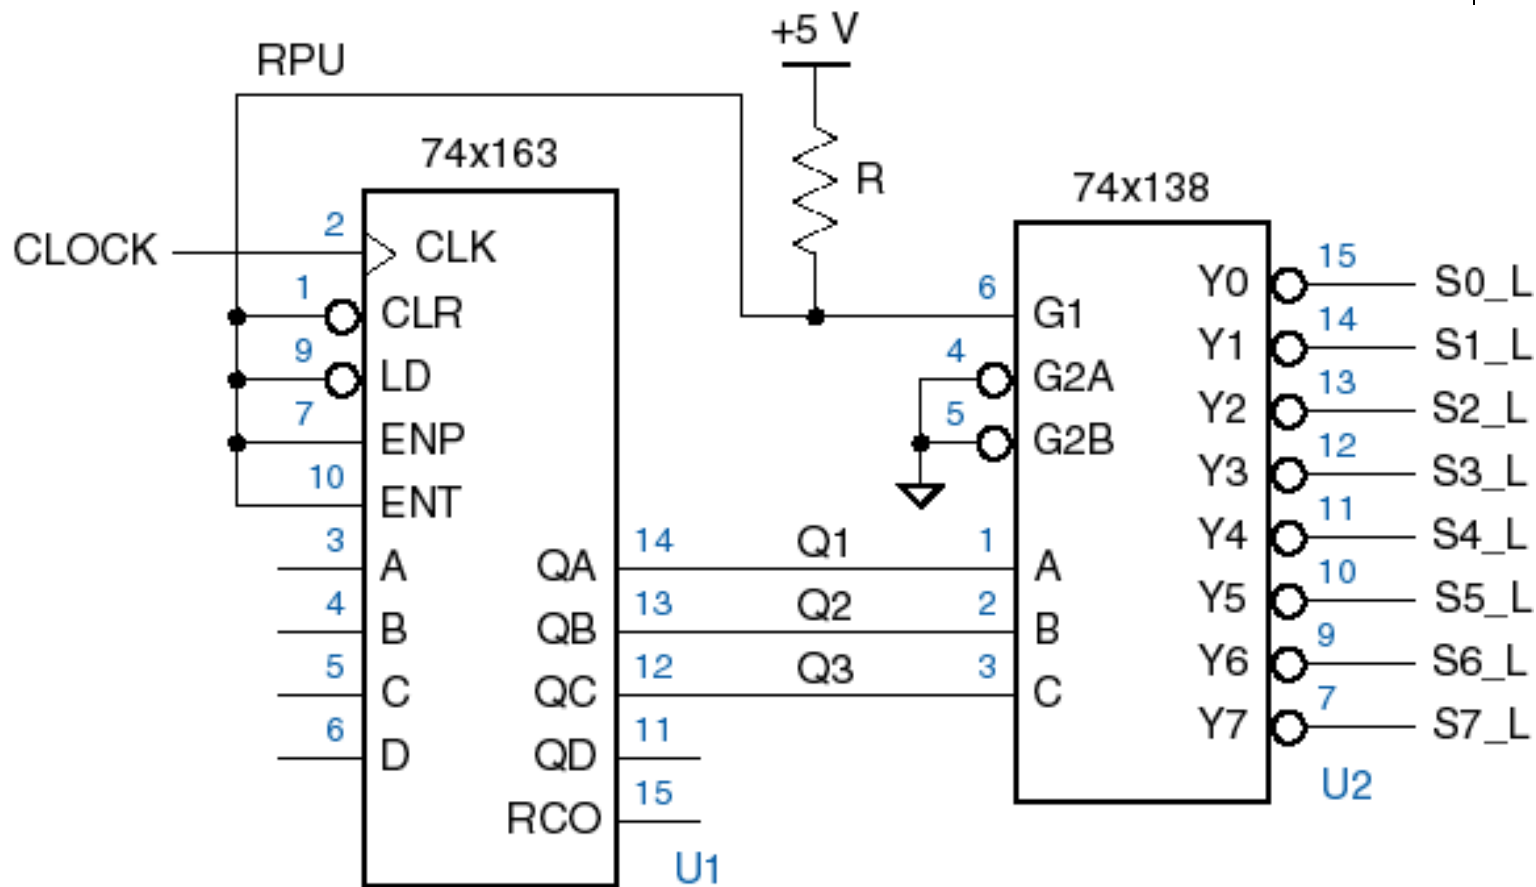 +5 V
RPU
74x163
R
74x138
CLOCK
2
CLK
1
CLR
9
LD
7
ENP
10
ENT
3
A
4
B
5
C
6
D
QA
14
QB
13
QC
12
QD
11
RCO
15
U1
Q1
Q2
Q3
6
G1
4
G2A
5
G2B
1
A
2
B
3
C
Y0
15
S0_L
Y1
14
S1_L
Y2
13
S2_L
Y3
12
S3_L
Y4
11
S4_L
Y5
10
S5_L
Y6
9
S6_L
Y7
7
S7_L
U2